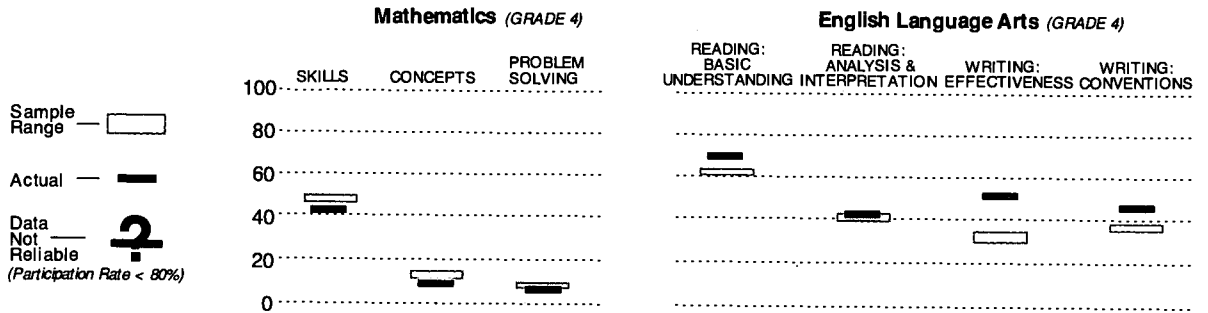 Mathematics (GRADE 4)
SKILLS
CONCEPTS
PROBLEM
SOLVING
100
80
60
40
20
0
Sample
Range
Actual
Data
Not
Reliable
?
(Participation Rate < 80%)
English Language Arts (GRADE 4)
READING:
BASIC
UNDERSTANDING
READING:
ANALYSIS &
INTERPRETATION
WRITING:
EFFECTIVENESS
WRITING:
CONVENTIONS